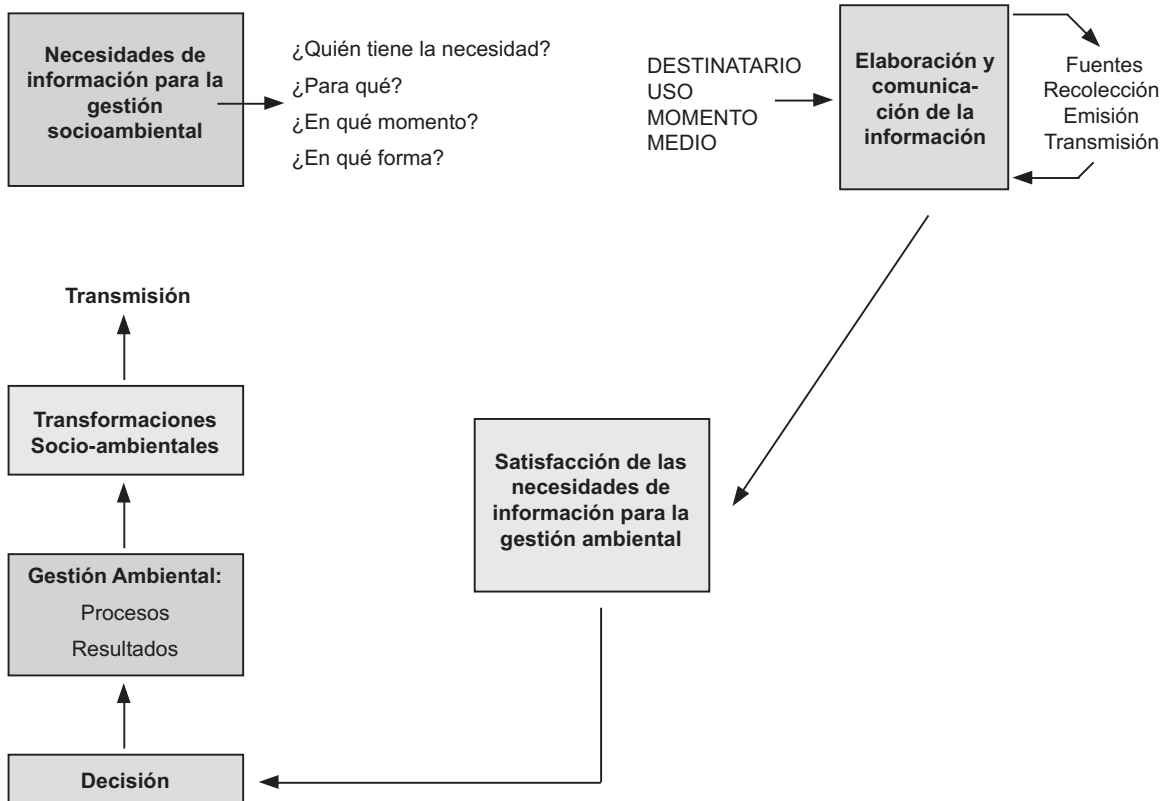 Necesidades de
información para la
gestión
socioambiental
¿Quién tiene la necesidad?
¿Para qué?
¿En qué momento?
¿En qué forma?
DESTINATARIO
USO
MOMENTO
MEDIO
Elaboración y
comunica-
ción de la
información
Fuentes
Recolección
Emisión
Transmisión
Transmisión
Transformaciones
Socio-ambientales
Satisfacción de las
necesidades de
información para la
gestión ambiental
Gestión Ambiental:
Procesos
Resultados
Decisión